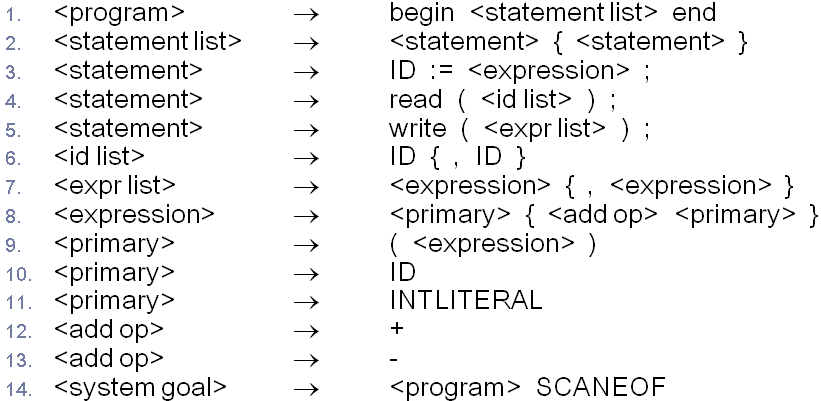 1. <program> → begin <statement list> end
2. <statement list> → <statement> { <statement> }
3. <statement> → ID := <expression> ;
4. <statement> → read ( <id list> ) ;
5. <statement> → write ( <expr list> ) ;
6. <id list> → ID { , ID }
7. <expr list> → <expression> { , <expression> }
8. <expression> → <primary> { <add op> <primary> }
9. <primary> → ( <expression> )
10. <primary> → ID
11. <primary> → INTLITERAL
12. <add op> → +
13. <add op> → -
14. <system goal> → <program> SCANEOF